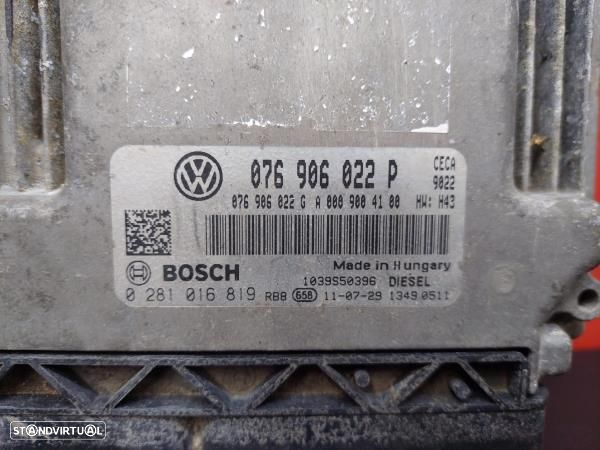 076 906 022 P CECA 9022
076 906 022 G A 000 900 41 00 HW: H43
BOSCH Made in Hungary
1039S50396 DIESEL
0 281 016 819 RBB 658 11-07-29 1349 0511
STANDVIRTUAL